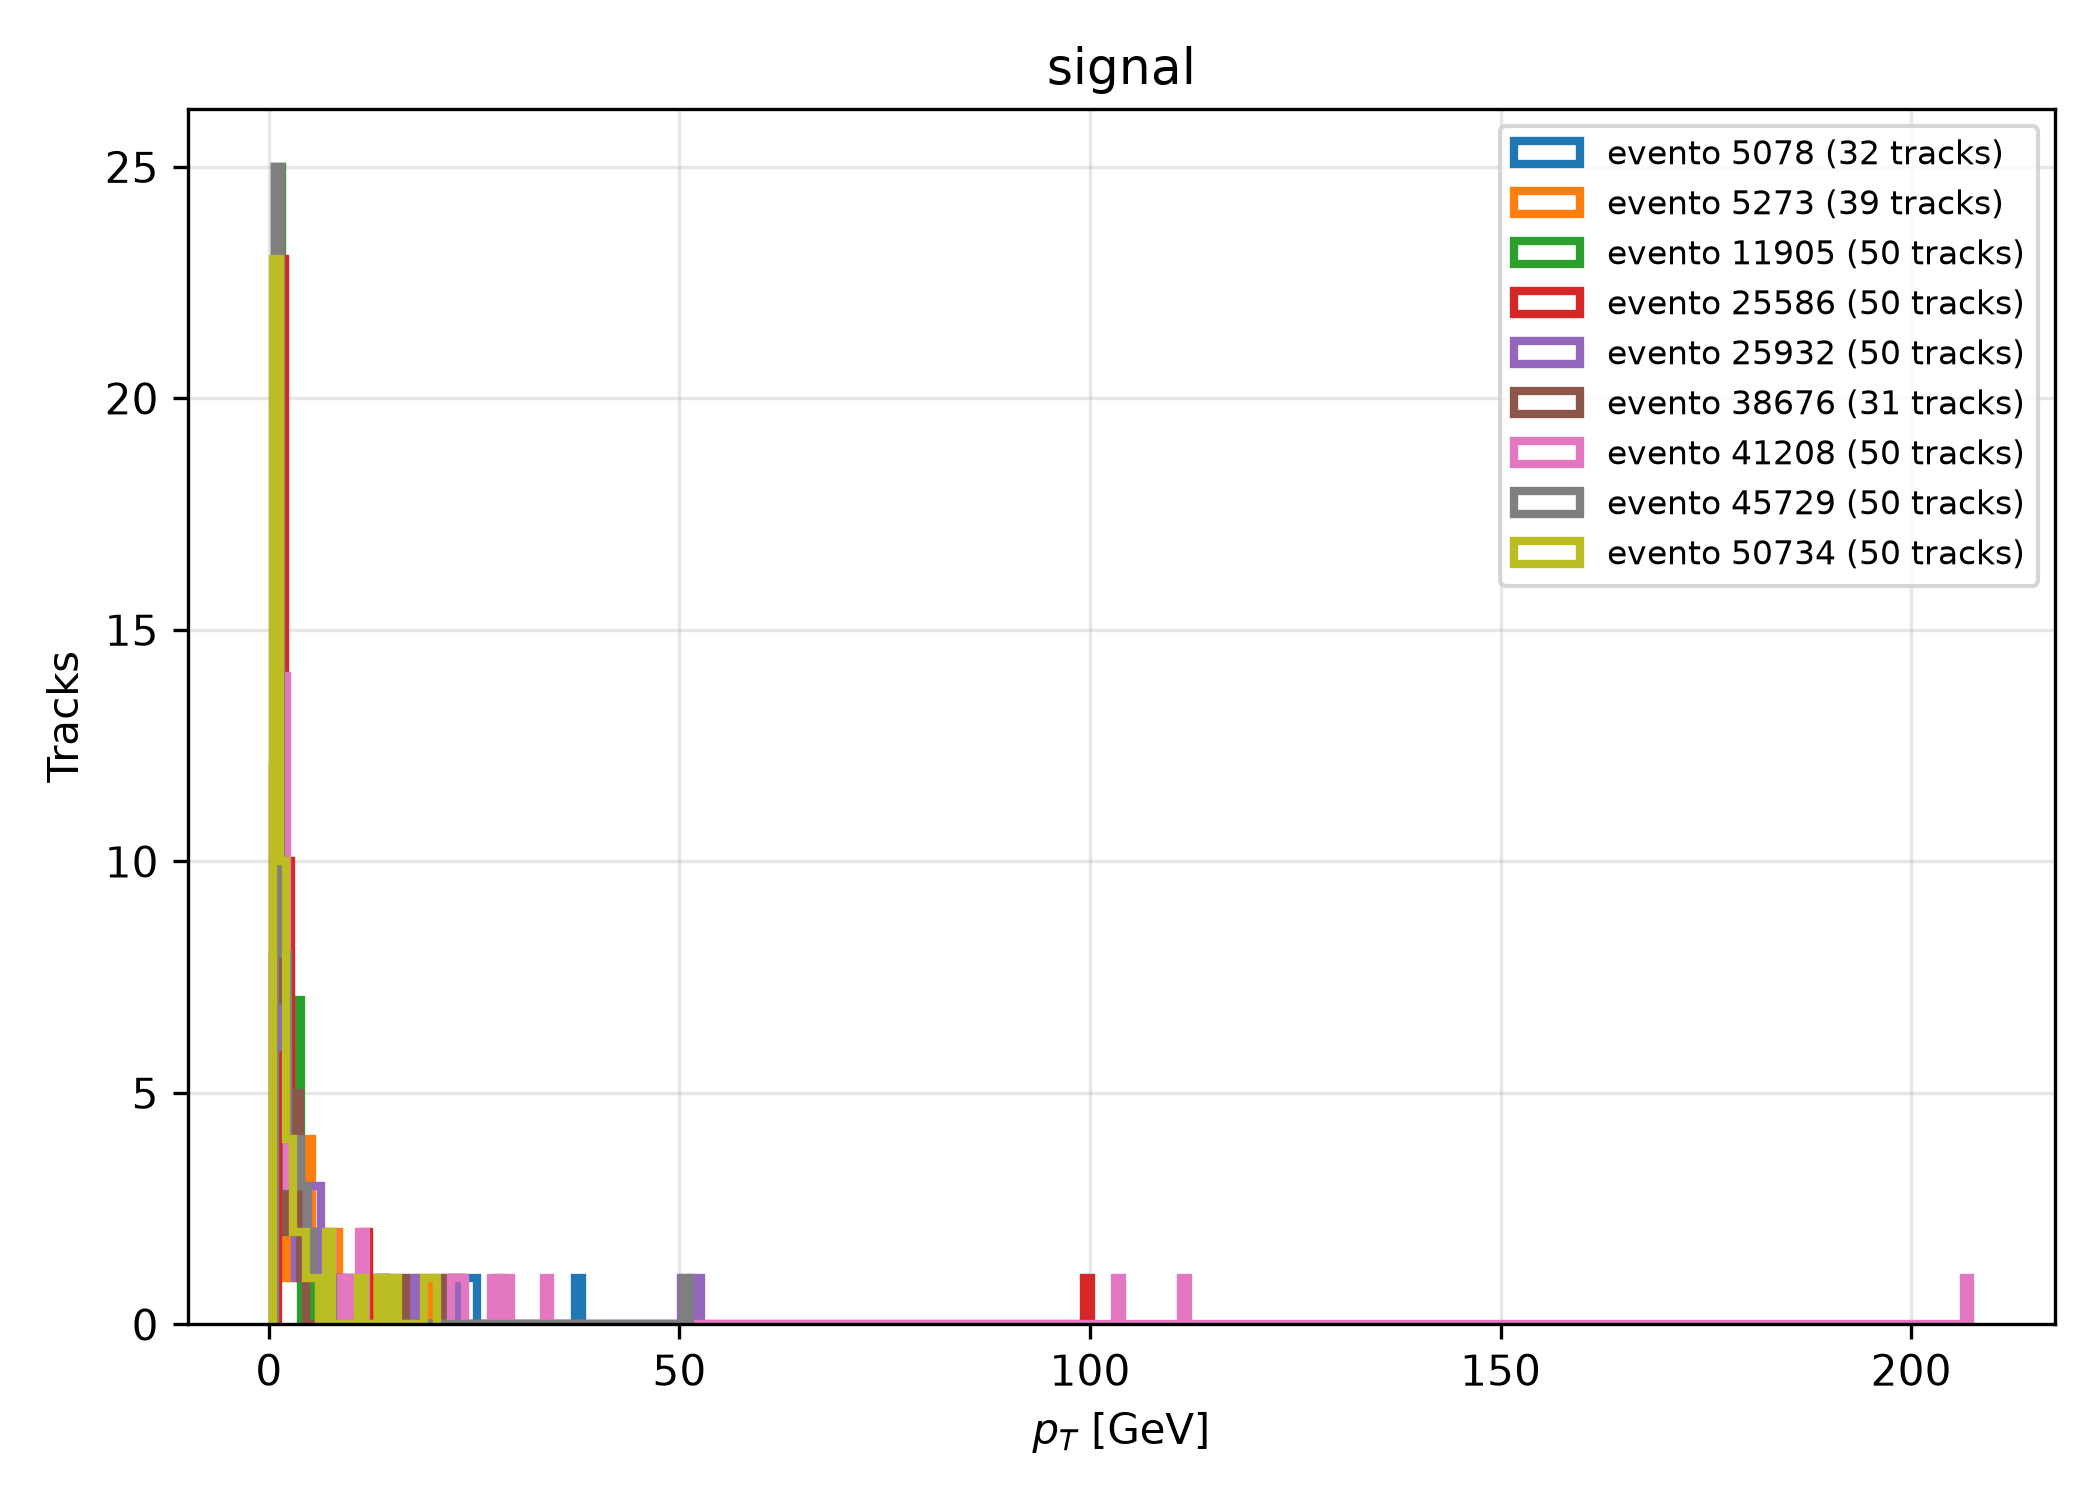 signal
25
20
15
10
5
0
Tracks
evento 5078 (32 tracks)
evento 5273 (39 tracks)
evento 11905 (50 tracks)
evento 25586 (50 tracks)
evento 25932 (50 tracks)
evento 38676 (31 tracks)
evento 41208 (50 tracks)
evento 45729 (50 tracks)
evento 50734 (50 tracks)
0 50 100 150 200
p_T [GeV]